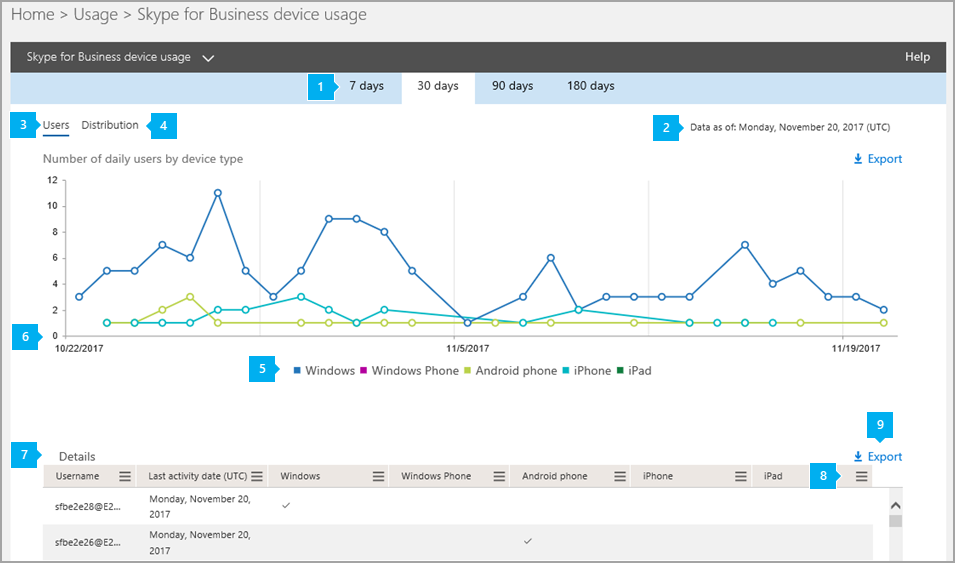 Home > Usage > Skype for Business device usage
Skype for Business device usage Help
1 7 days 30 days 90 days 180 days
3 Users Distribution 4 2 Data as of: Monday, November 20, 2017 (UTC)
Number of daily users by device type Export
12
10
8
6
4
2
6 0
10/22/2017 11/5/2017 11/19/2017
5 Windows Windows Phone Android phone iPhone iPad
9
7 Details Export
Username Last activity date (UTC) Windows Windows Phone Android phone iPhone iPad 8
sfbe2e28@E2... Monday, November 20,
2017
sfbe2e26@E2... Monday, November 20,
2017